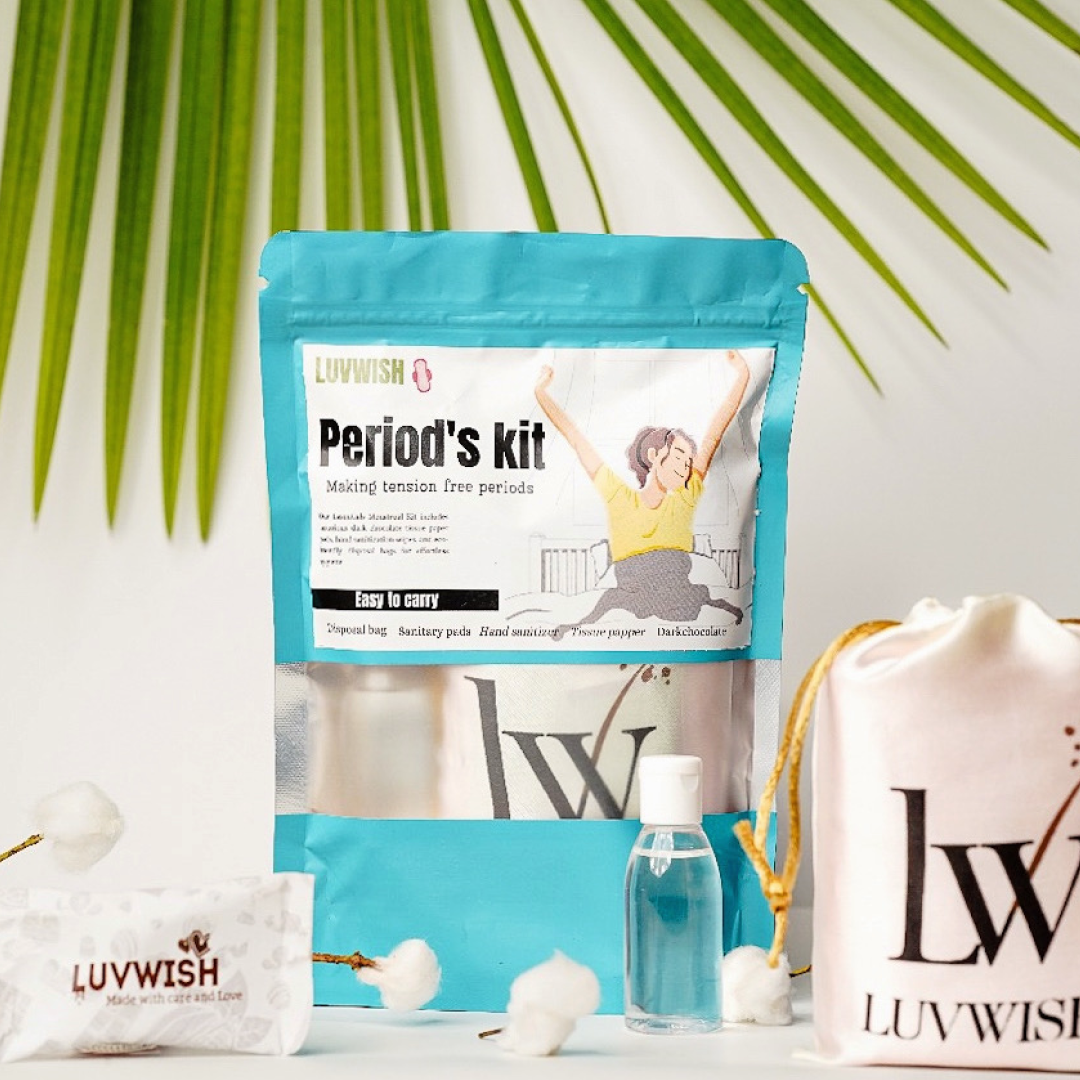 LUVWISH
Period's kit
Making tension free periods
Easy to carry
Disposal bag Sanitary pads Hand sanitizer Tissue papper Darkchocolate
lw
LUVWISH
Made with care and Love
lw
LUVWISH